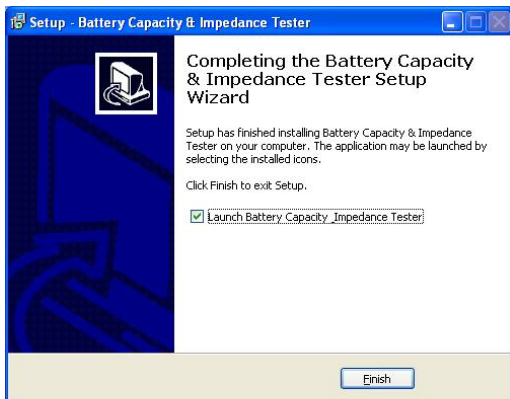 Setup - Battery Capacity & Impedance Tester
Completing the Battery Capacity
& Impedance Tester Setup
Wizard
Setup has finished installing Battery Capacity & Impedance
Tester on your computer. The application may be launched by
selecting the installed icons.
Click Finish to exit Setup.
Launch Battery Capacity _Impedance Tester
Finish